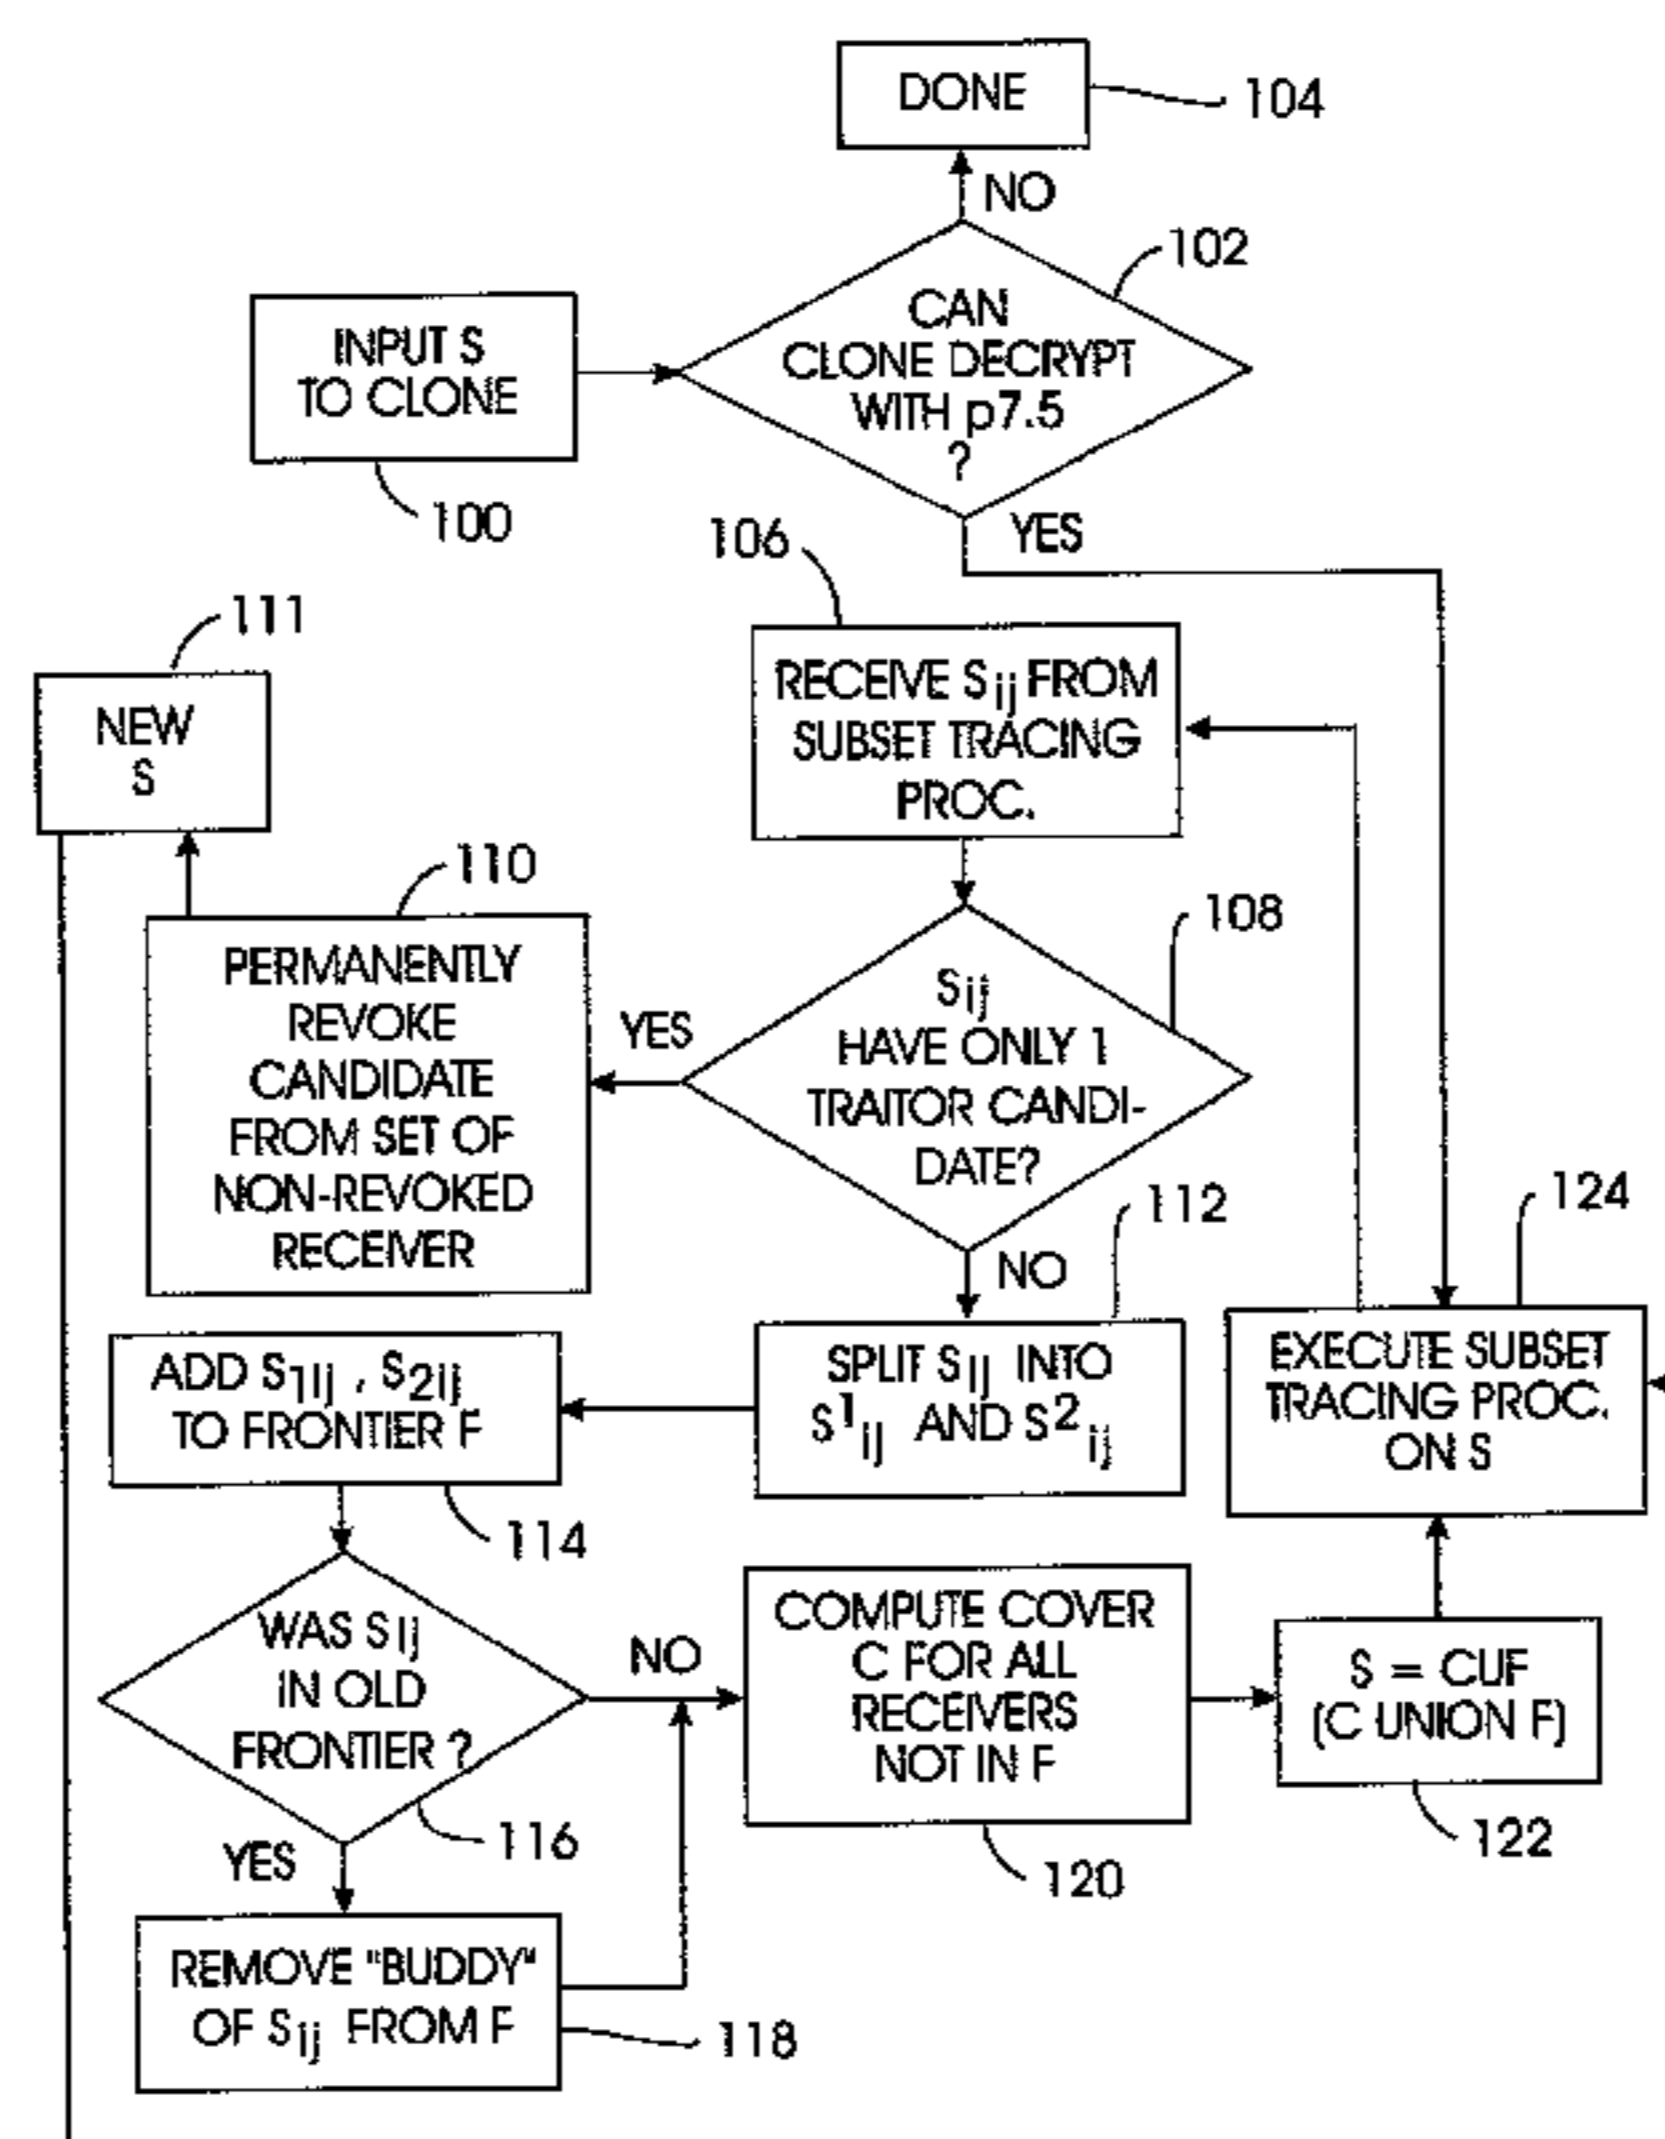 DONE
104
NO
102
INPUT S
TO CLONE
100
CAN
CLONE DECRYPT
WITH p7.5
?
YES
106
RECEIVE Sij FROM
SUBSET TRACING
PROC.
111
NEW
S
110
PERMANENTLY
REVOKE
CANDIDATE
FROM SET OF
NON-REVOKED
RECEIVER
YES
108
Sij
HAVE ONLY 1
TRAITOR CANDI-
DATE?
NO
112
SPLIT Sij INTO
S1ij AND S2ij
124
EXECUTE SUBSET
TRACING PROC.
ON S
ADD S1ij , S2ij
TO FRONTIER F
114
WAS Sij
IN OLD
FRONTIER ?
116
NO
YES
COMPUTE COVER
C FOR ALL
RECEIVERS
NOT IN F
120
S = CUF
(C UNION F)
122
REMOVE "BUDDY"
OF Sij FROM F
118